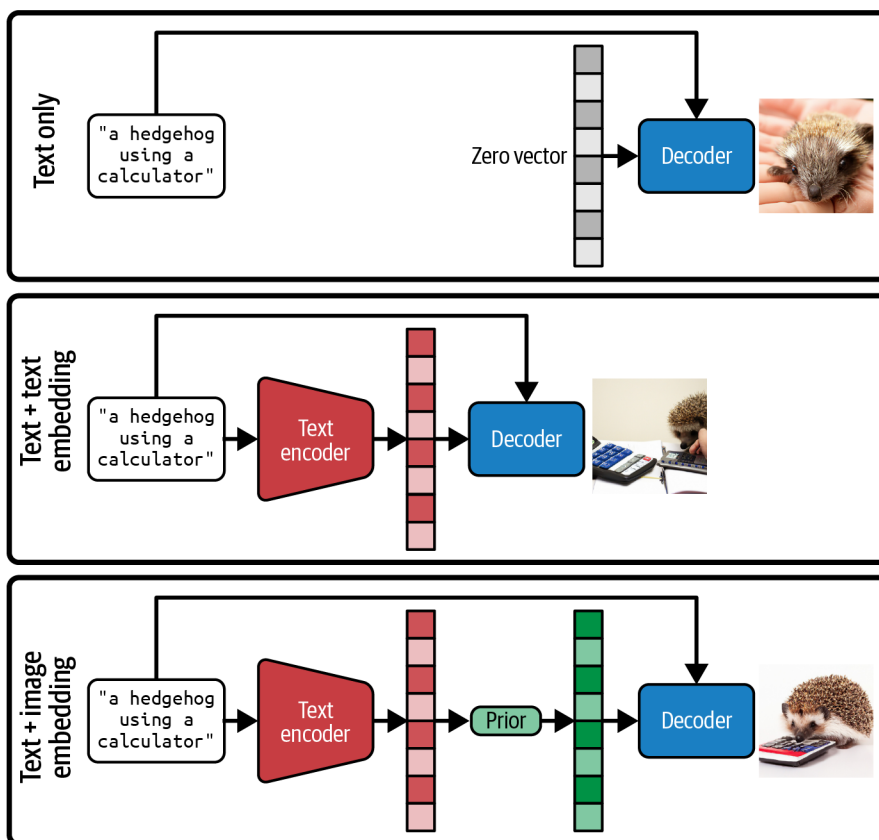 Text only
"a hedgehog
using a
calculator"
Zero vector
Decoder
Text + text
embedding
"a hedgehog
using a
calculator"
Text
encoder
Decoder
Text + image
embedding
"a hedgehog
using a
calculator"
Text
encoder
Prior
Decoder